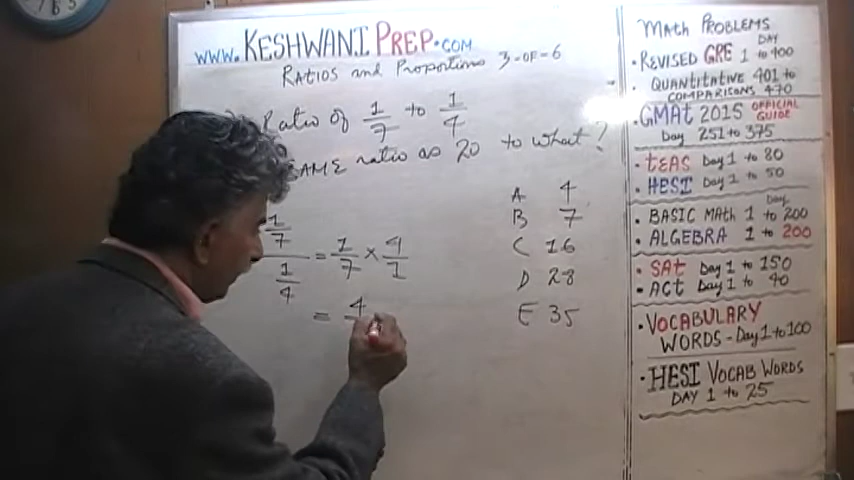 7 6 5
www.KESHWANIPREP.COM
RATIOS and Proportions 3-OF-6
Ratio of 1/7 to 1/4
SAME ratio as 20 to what?
1/7
1/4
= 1/7 × 4/1
= 4
A 4
B 7
C 16
D 28
E 35
MATH PROBLEMS
DAY
• REVISED GRE 1 to 400
• QUANTITATIVE 401 to
COMPARISONS 470
• GMAT 2015 OFFICIAL GUIDE
Day 251 to 375
• TEAS Day 1 to 80
• HESI Day 1 to 50
Day
• BASIC MATH 1 to 200
• ALGEBRA 1 to 200
• SAT Day 1 to 150
• ACT Day 1 to 40
• VOCABULARY
WORDS - Day 1 to 100
• HESI VOCAB WORDS
DAY 1 to 25